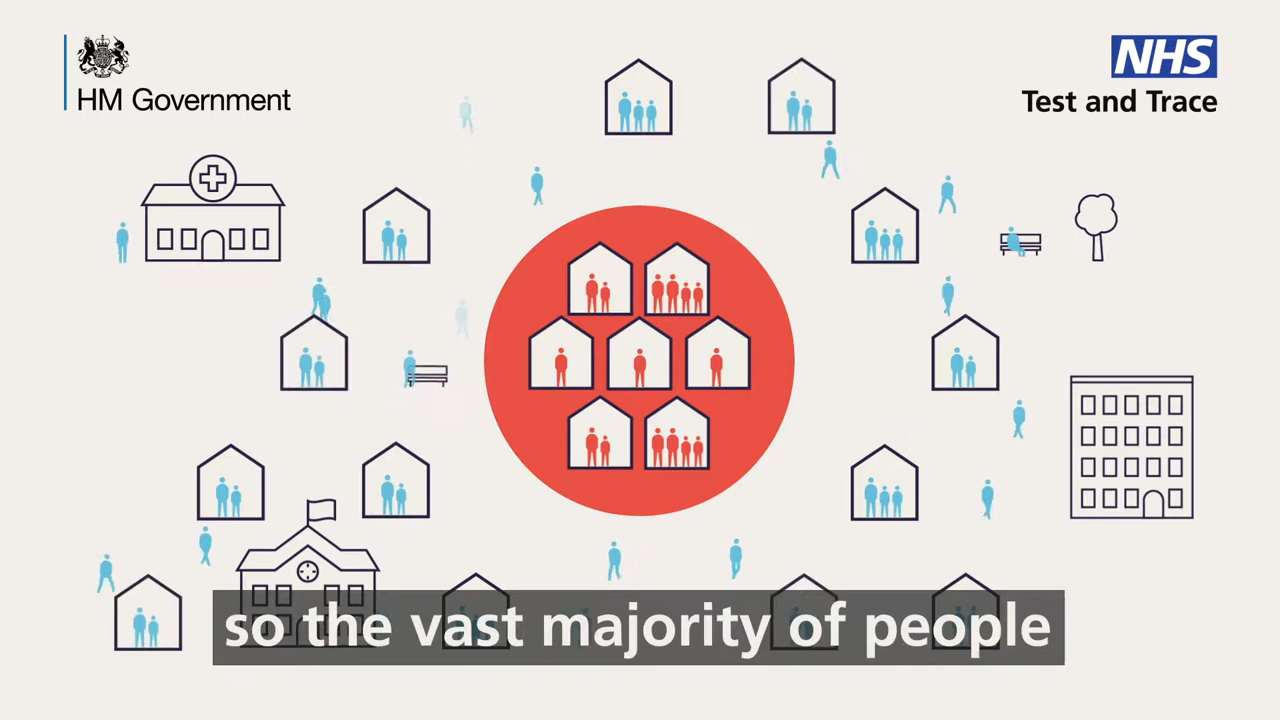 HM Government
NHS
Test and Trace
so the vast majority of people